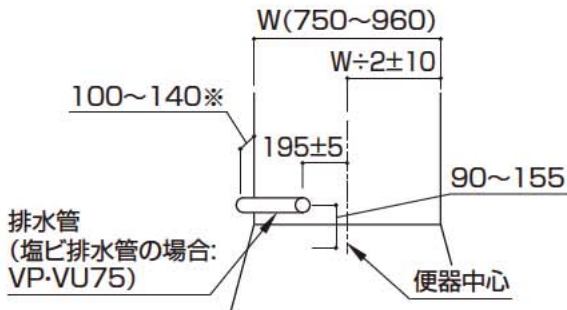 W(750〜960)
W÷2±10
100〜140※
195±5
90〜155
排水管
(塩ビ排水管の場合:
VP・VU75)
便器中心